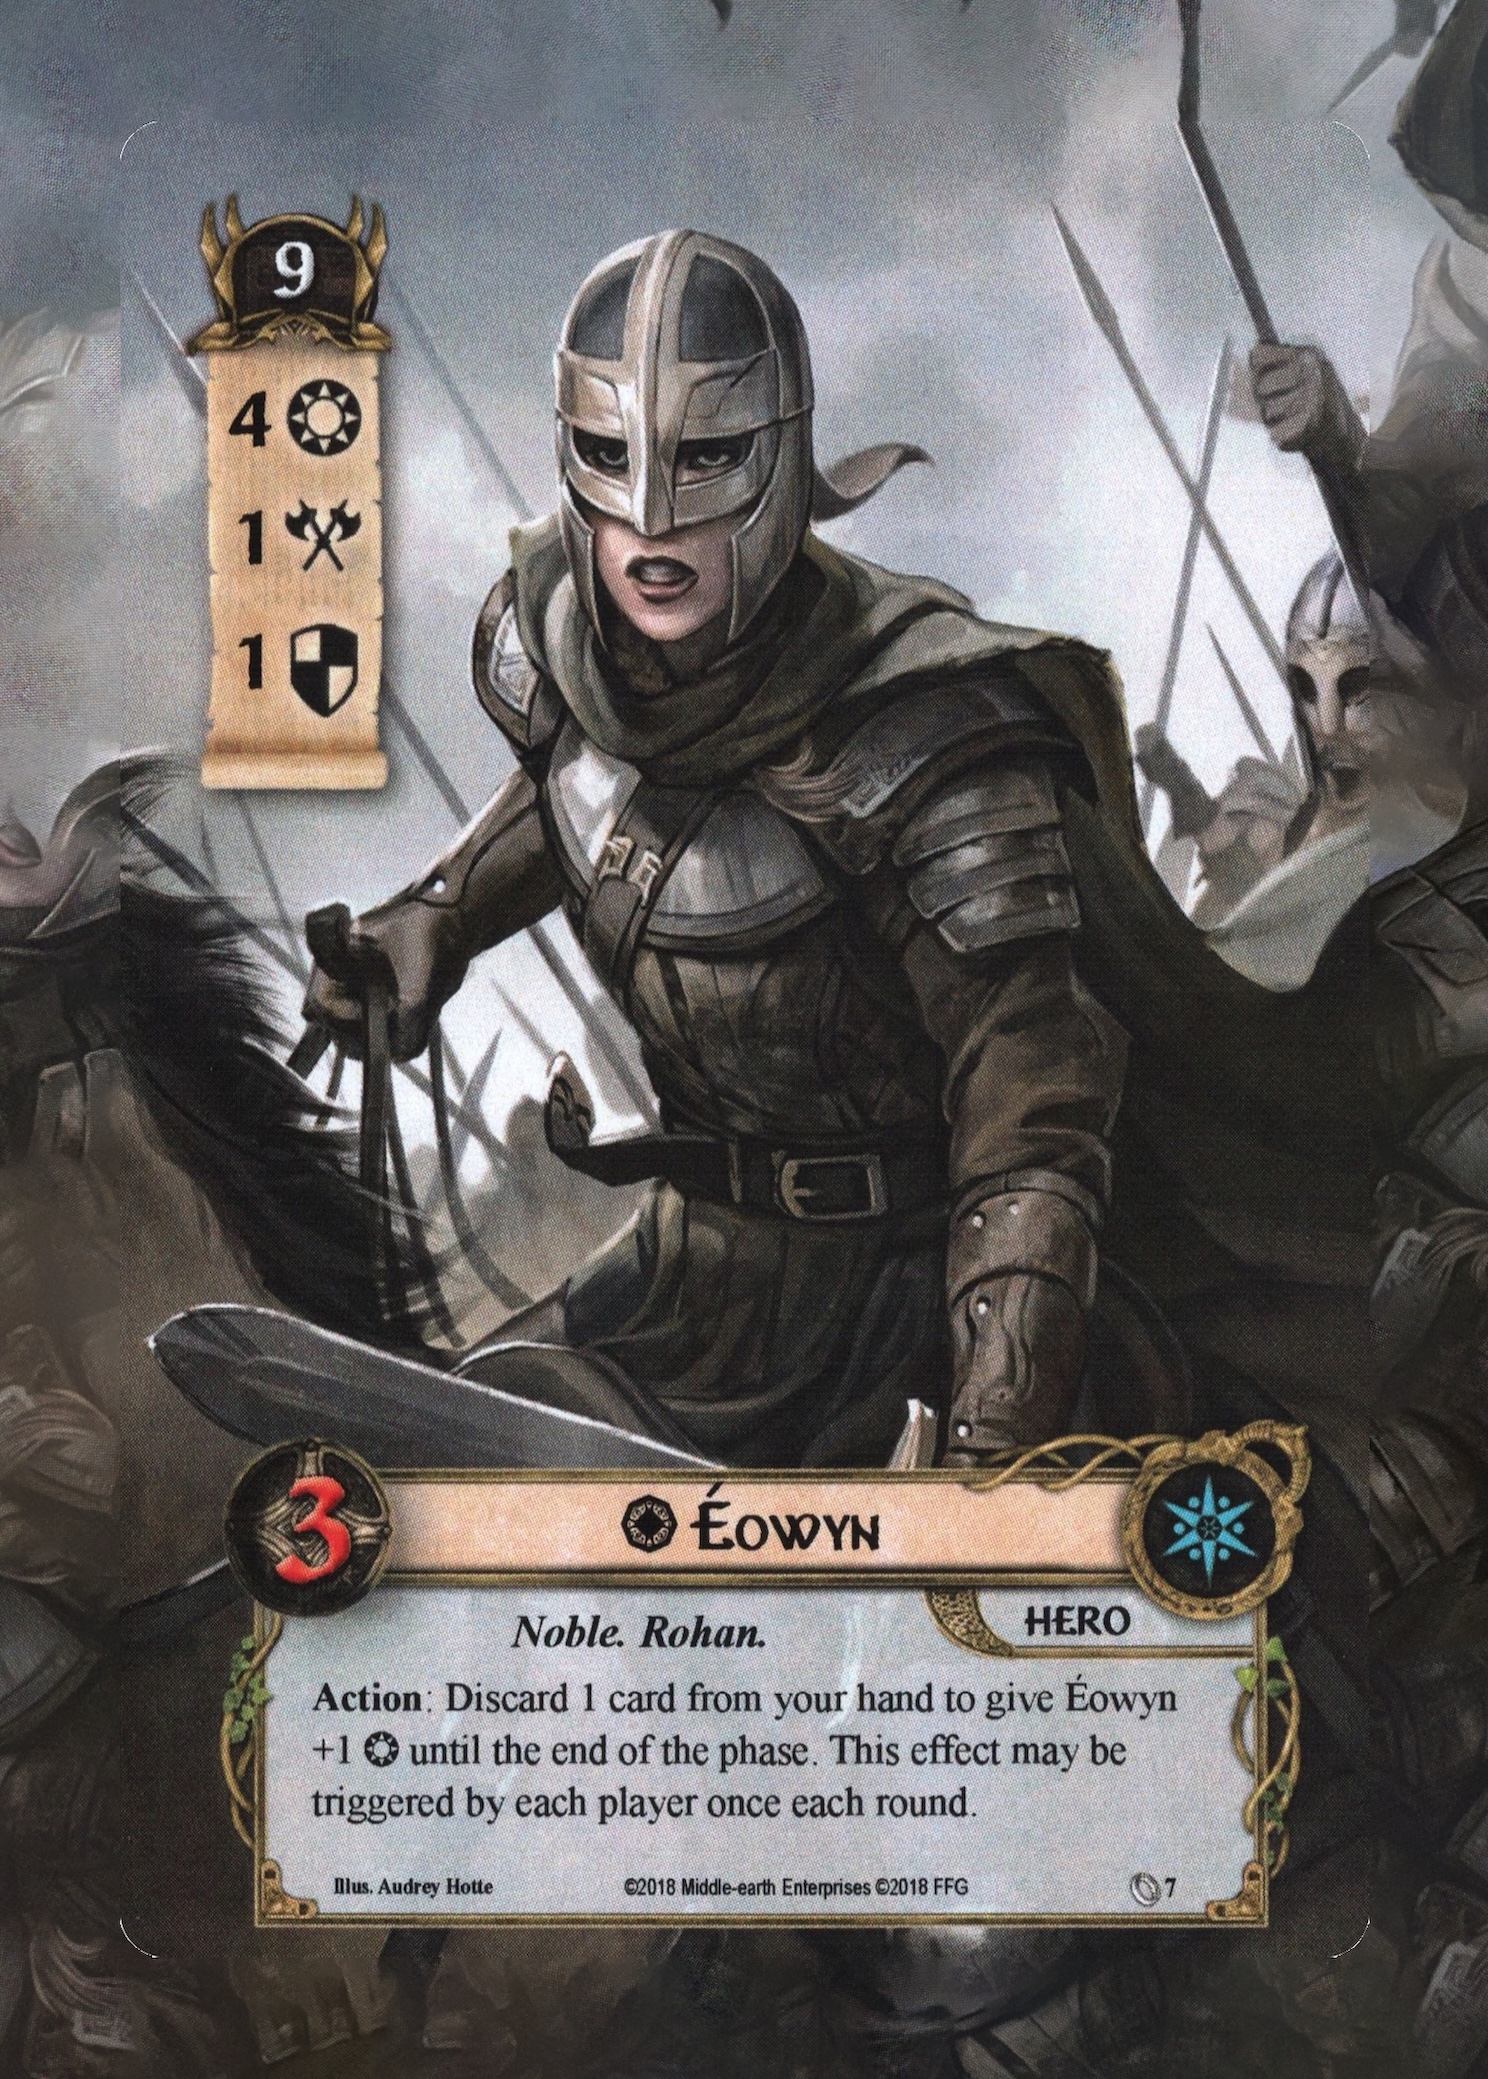 9
4
1
1
3
Éowyn
HERO
Noble. Rohan.
Action: Discard 1 card from your hand to give Éowyn
+1 until the end of the phase. This effect may be
triggered by each player once each round.
Illus. Audrey Hotte
©2018 Middle-earth Enterprises ©2018 FFG
7